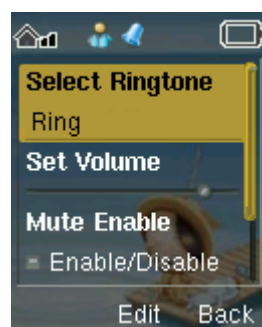 Select Ringtone
Ring
Set Volume
Mute Enable
Enable/Disable
Edit Back